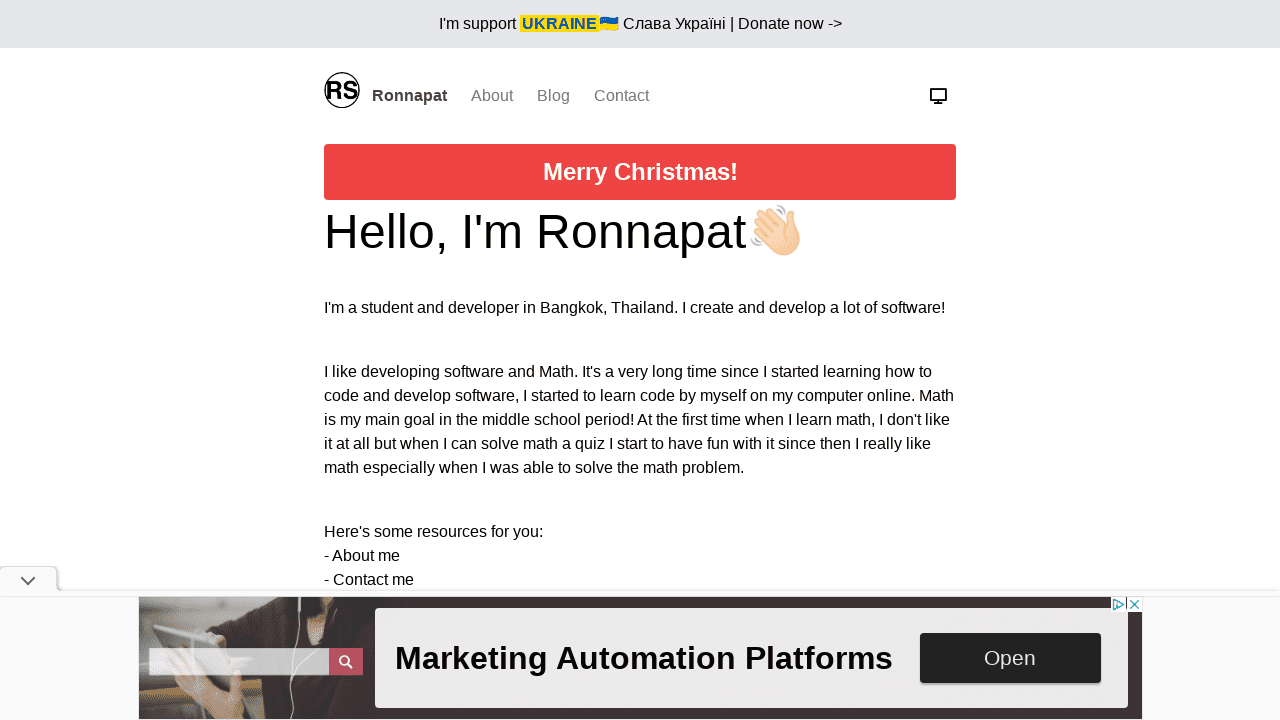 I'm support UKRAINE🇺🇦 Слава Україні | Donate now ->
RS Ronnapat About Blog Contact
Merry Christmas!
Hello, I'm Ronnapat👋🏻
I'm a student and developer in Bangkok, Thailand. I create and develop a lot of software!
I like developing software and Math. It's a very long time since I started learning how to
code and develop software, I started to learn code by myself on my computer online. Math
is my main goal in the middle school period! At the first time when I learn math, I don't like
it at all but when I can solve math a quiz I start to have fun with it since then I really like
math especially when I was able to solve the math problem.
Here's some resources for you:
- About me
- Contact me
Marketing Automation Platforms
Open